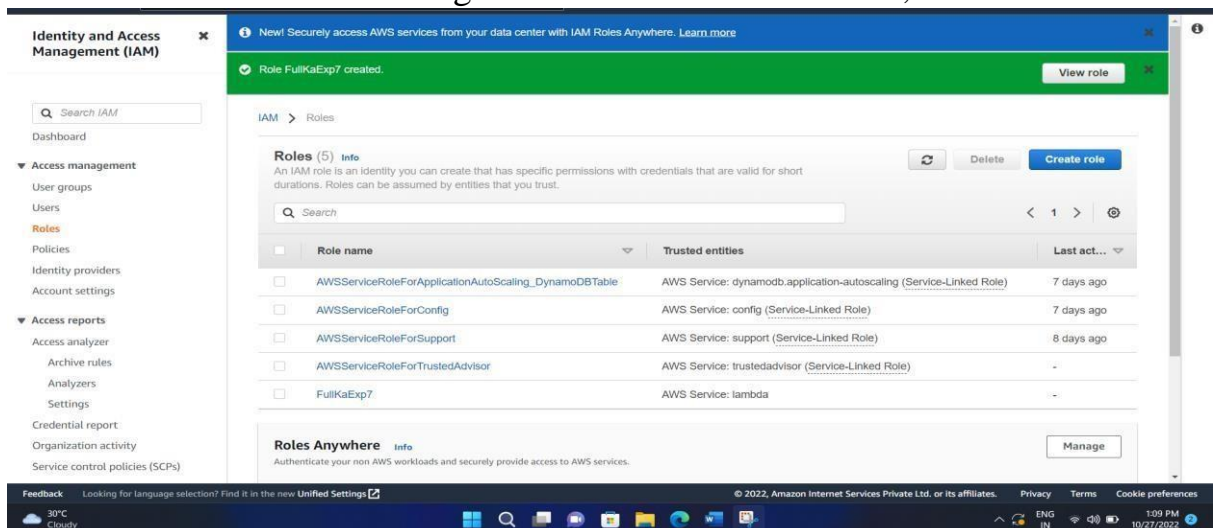 Identity and Access Management (IAM)
New! Securely access AWS services from your data center with IAM Roles Anywhere. Learn more
Role FullKaExp7 created.
View role
Search IAM
Dashboard
Access management
User groups
Users
Roles
Policies
Identity providers
Account settings
Access reports
Access analyzer
Archive rules
Analyzers
Settings
Credential report
Organization activity
Service control policies (SCPs)
IAM > Roles
Roles (5) Info
An IAM role is an identity you can create that has specific permissions with credentials that are valid for short
durations. Roles can be assumed by entities that you trust.
Delete
Create role
Search
< 1 >
Role name Trusted entities Last act...
AWSServiceRoleForApplicationAutoScaling_DynamoDBTable AWS Service: dynamodb.application-autoscaling (Service-Linked Role) 7 days ago
AWSServiceRoleForConfig AWS Service: config (Service-Linked Role) 7 days ago
AWSServiceRoleForSupport AWS Service: support (Service-Linked Role) 8 days ago
AWSServiceRoleForTrustedAdvisor AWS Service: trustedadvisor (Service-Linked Role) -
FullKaExp7 AWS Service: lambda -
Roles Anywhere Info
Authenticate your non AWS workloads and securely provide access to AWS services.
Manage
Feedback Looking for language selection? Find it in the new Unified Settings © 2022, Amazon Internet Services Private Ltd. or its affiliates. Privacy Terms Cookie preferences
30°C
Cloudy
ENG
IN
1:09 PM
10/27/2022
2